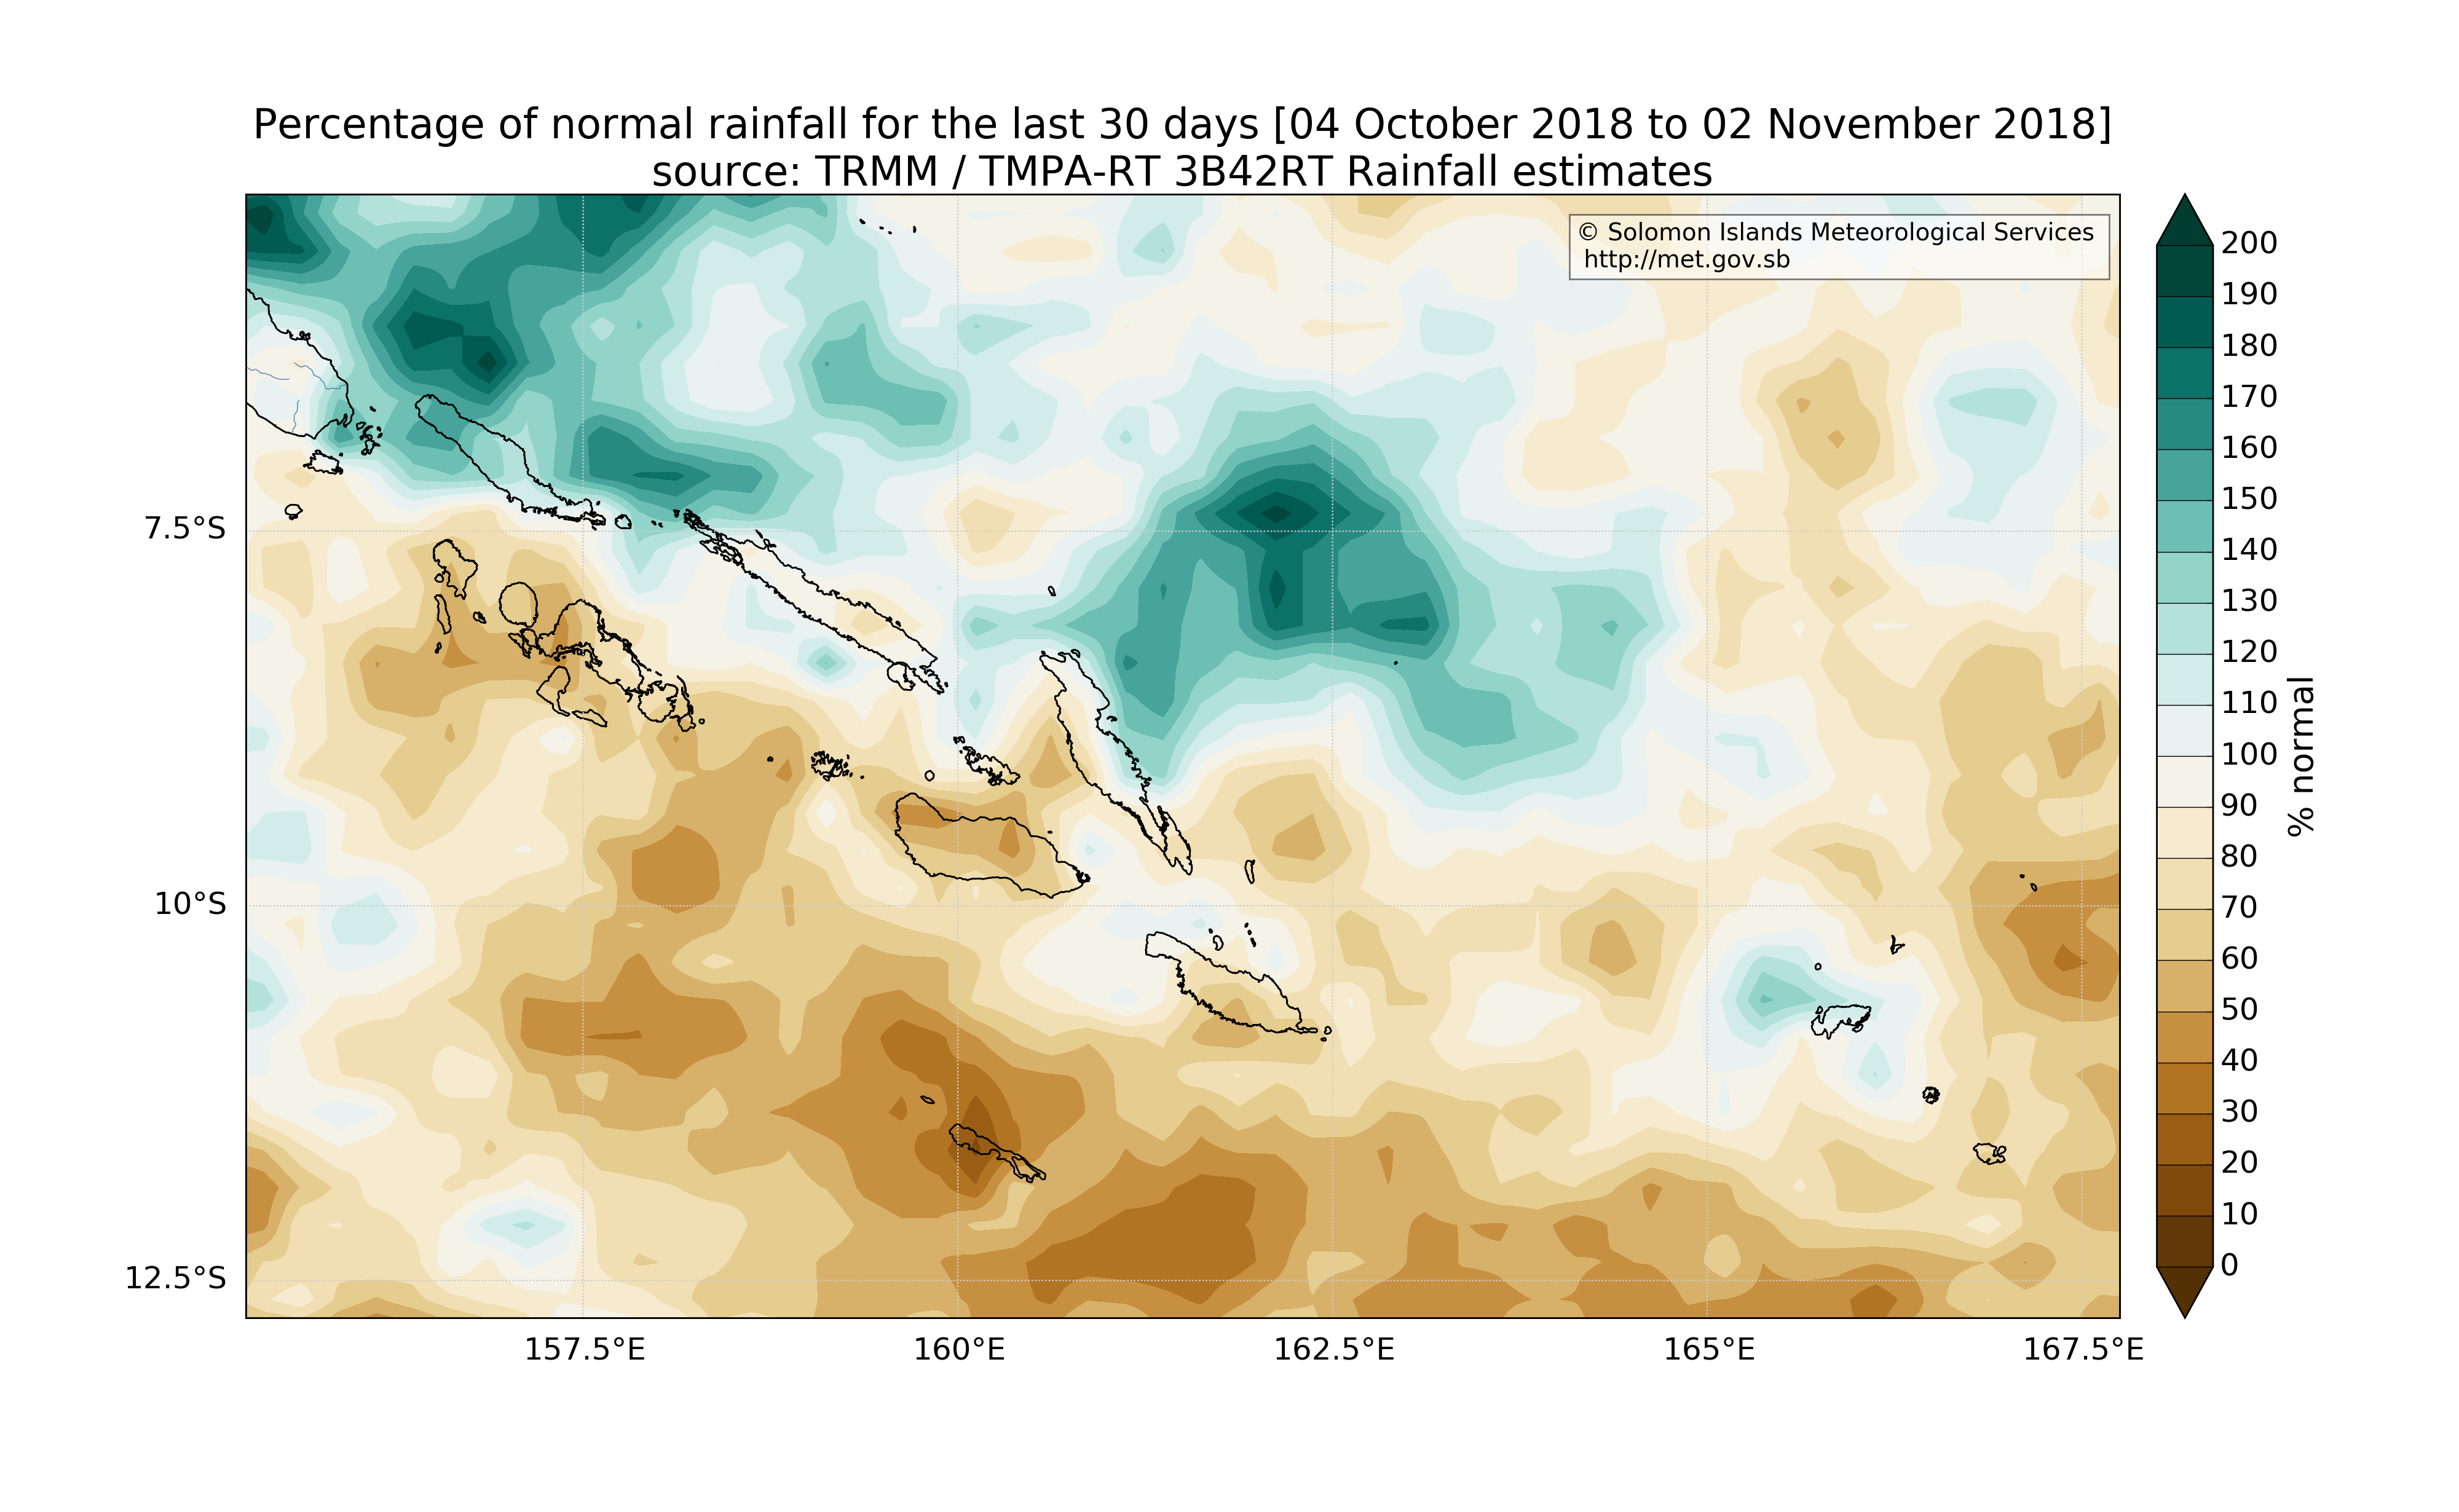 Percentage of normal rainfall for the last 30 days [04 October 2018 to 02 November 2018]
source: TRMM / TMPA-RT 3B42RT Rainfall estimates
© Solomon Islands Meteorological Services
http://met.gov.sb
7.5°S
10°S
12.5°S
157.5°E
160°E
162.5°E
165°E
167.5°E
200
190
180
170
160
150
140
130
120
110
100
90
80
70
60
50
40
30
20
10
0
% normal